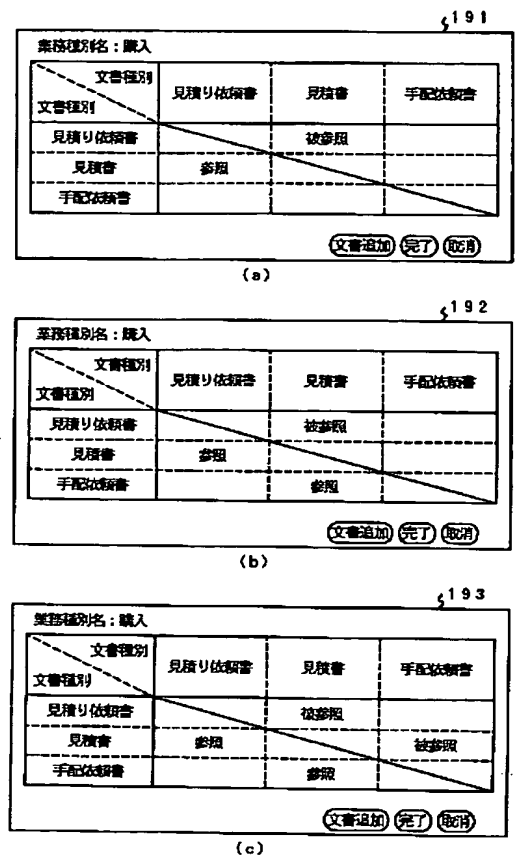 191
業務種別名：購入
文書種別
文書種別
見積り依頼書
見積書
手配依頼書
見積り依頼書
被参照
見積書
参照
手配依頼書
文書追加
完了
取消
(a)
192
業務種別名：購入
文書種別
文書種別
見積り依頼書
見積書
手配依頼書
見積り依頼書
被参照
見積書
参照
手配依頼書
参照
文書追加
完了
取消
(b)
193
業務種別名：購入
文書種別
文書種別
見積り依頼書
見積書
手配依頼書
見積り依頼書
被参照
見積書
参照
被参照
手配依頼書
参照
文書追加
完了
取消
(c)